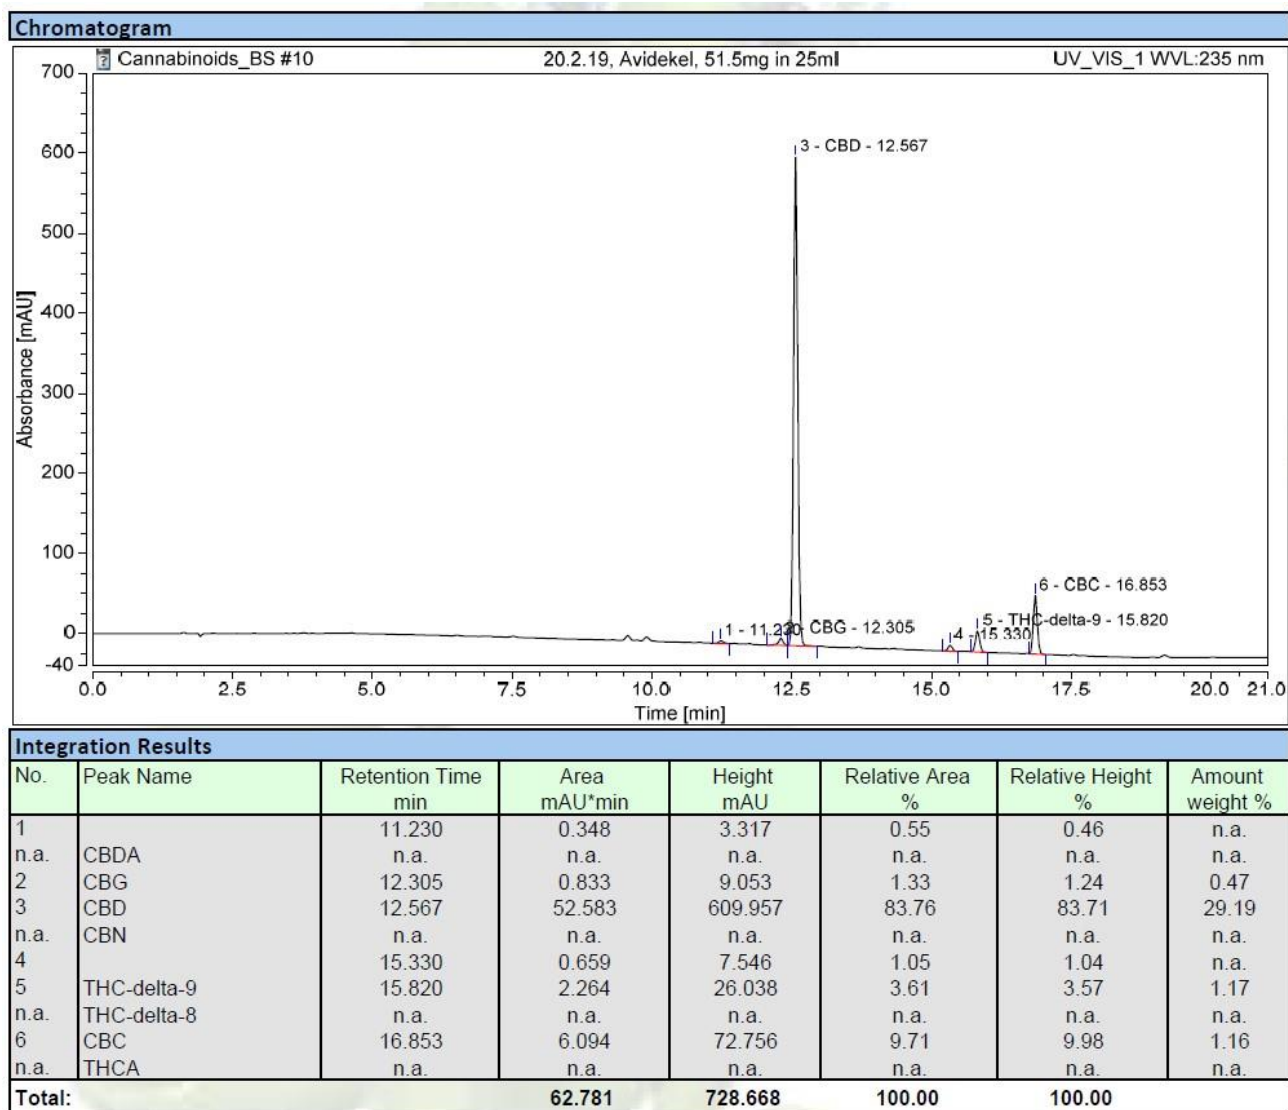 Chromatogram
Cannabinoids_BS #10 20.2.19, Avidekel, 51.5mg in 25ml UV_VIS_1 WVL:235 nm
Absorbance [mAU]
700
600
500
400
300
200
100
0
-40
3 - CBD - 12.567
6 - CBC - 16.853
5 - THC-delta-9 - 15.820
1 - 11.230
2 - CBG - 12.305
4 - 15.330
0.0 2.5 5.0 7.5 10.0 12.5 15.0 17.5 20.0 21.0
Time [min]
Integration Results
No. Peak Name Retention Time Area Height Relative Area Relative Height Amount
min mAU*min mAU % % weight %
1 11.230 0.348 3.317 0.55 0.46 n.a.
n.a. CBDA n.a. n.a. n.a. n.a. n.a. n.a.
2 CBG 12.305 0.833 9.053 1.33 1.24 0.47
3 CBD 12.567 52.583 609.957 83.76 83.71 29.19
n.a. CBN n.a. n.a. n.a. n.a. n.a. n.a.
4 15.330 0.659 7.546 1.05 1.04 n.a.
5 THC-delta-9 15.820 2.264 26.038 3.61 3.57 1.17
n.a. THC-delta-8 n.a. n.a. n.a. n.a. n.a. n.a.
6 CBC 16.853 6.094 72.756 9.71 9.98 1.16
n.a. THCA n.a. n.a. n.a. n.a. n.a. n.a.
Total: 62.781 728.668 100.00 100.00